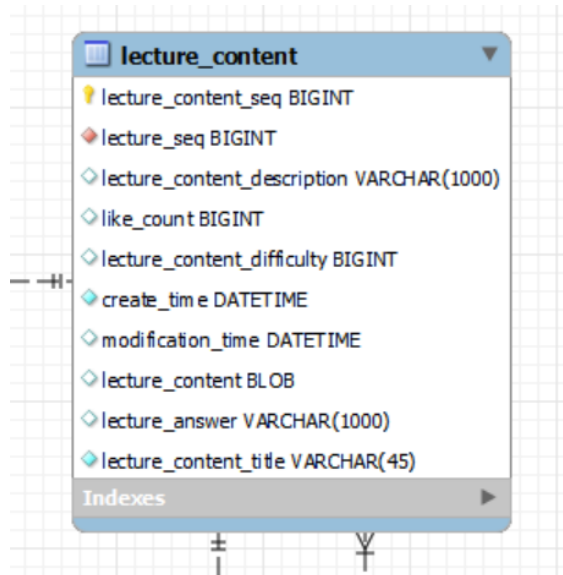 lecture_content
lecture_content_seq BIGINT
lecture_seq BIGINT
lecture_content_description VARCHAR(1000)
like_count BIGINT
lecture_content_difficulty BIGINT
create_time DATETIME
modification_time DATETIME
lecture_content BLOB
lecture_answer VARCHAR(1000)
lecture_content_title VARCHAR(45)
Indexes